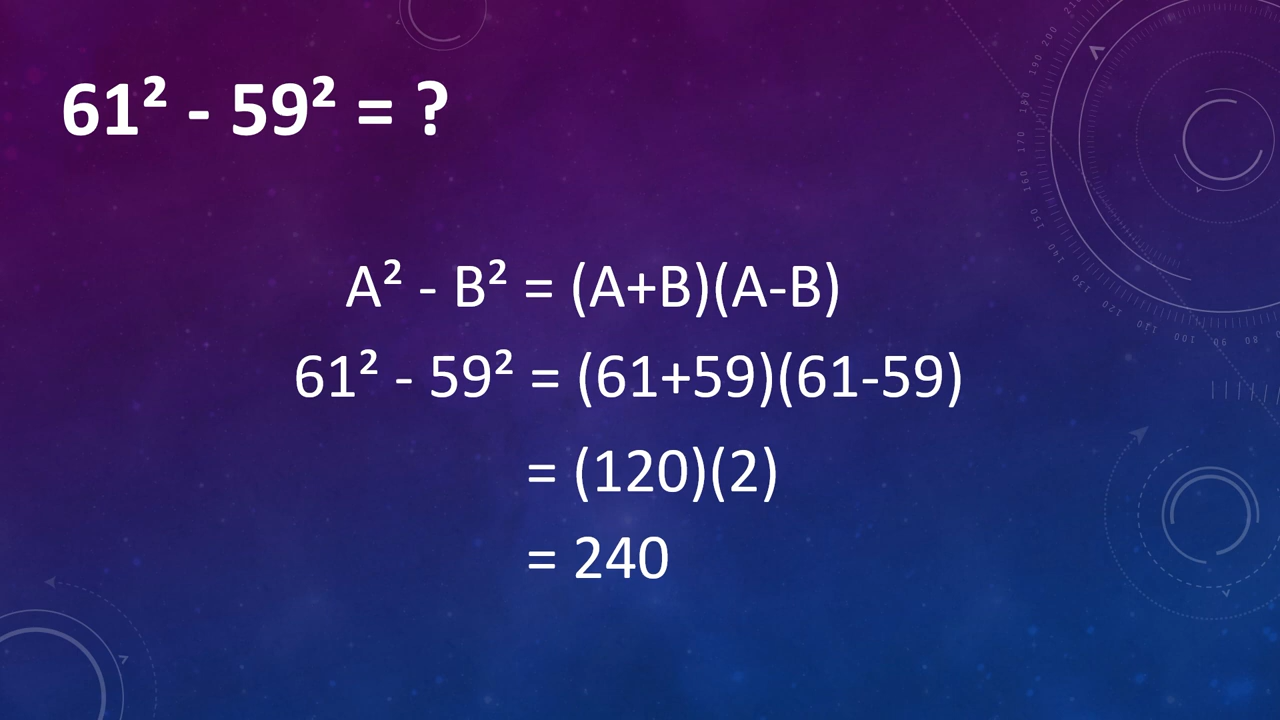 61² - 59² = ?
A² - B² = (A+B)(A-B)
61² - 59² = (61+59)(61-59)
= (120)(2)
= 240